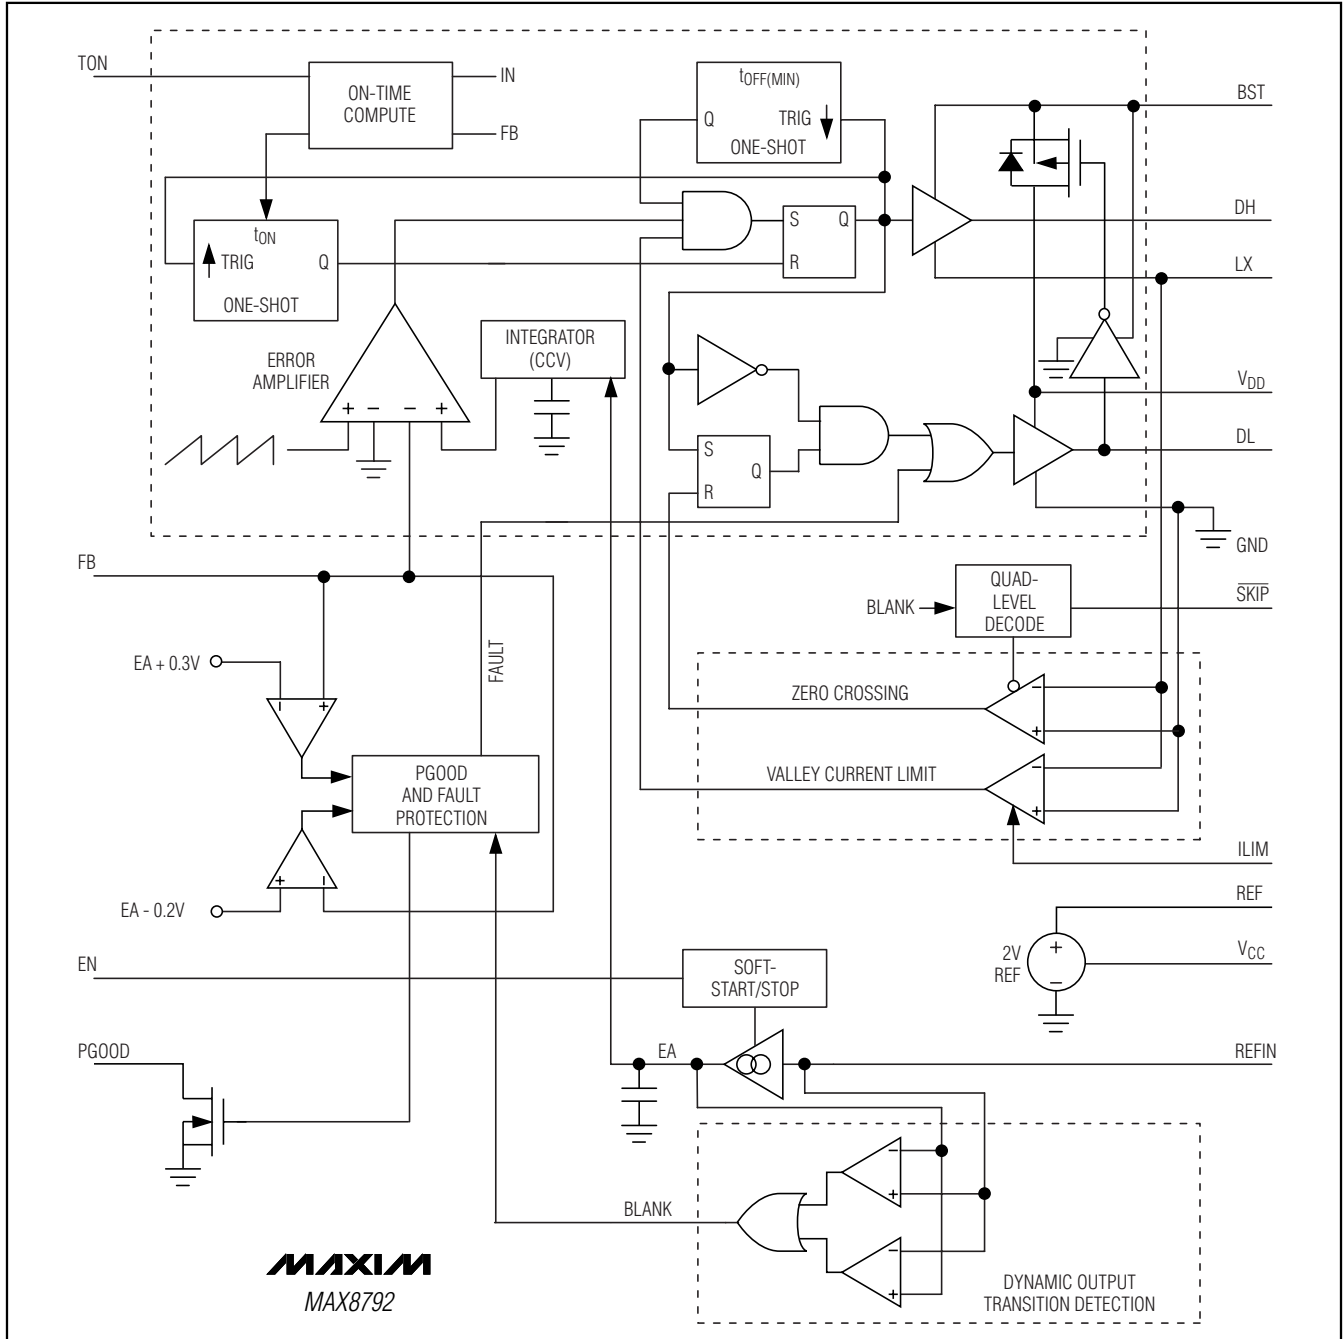 TON
ON-TIME
COMPUTE
IN
FB
tOFF(MIN)
Q
TRIG
ONE-SHOT
BST
tON
TRIG
Q
ONE-SHOT
S
Q
R
DH
LX
ERROR
AMPLIFIER
+
−
−
+
INTEGRATOR
(CCV)
VDD
DL
S
Q
R
GND
FB
BLANK
QUAD-
LEVEL
DECODE
SKIP
EA + 0.3V
−
+
FAULT
ZERO CROSSING
−
+
PGOOD
AND FAULT
PROTECTION
VALLEY CURRENT LIMIT
−
+
ILIM
EA - 0.2V
+
−
REF
2V
REF
+
−
VCC
EN
SOFT-
START/STOP
PGOOD
EA
REFIN
−
+
BLANK
−
+
DYNAMIC OUTPUT
TRANSITION DETECTION
MAXIM
MAX8792